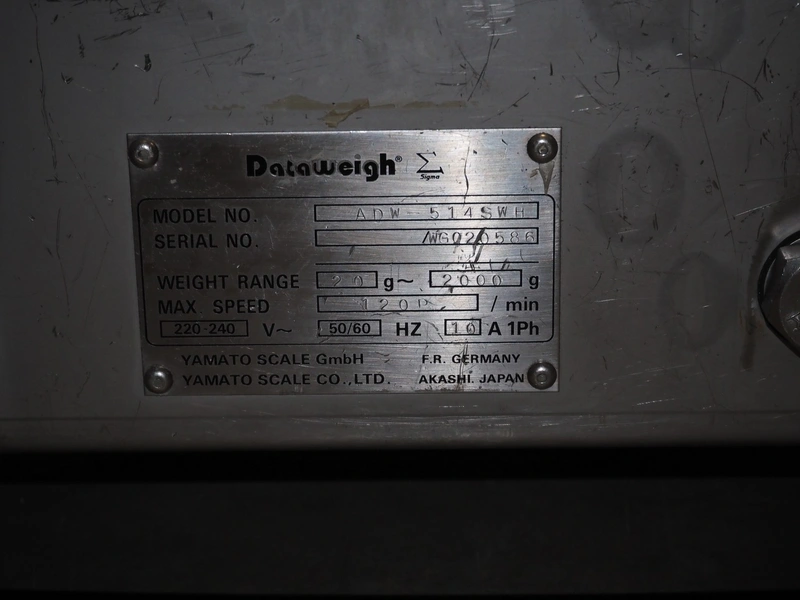 Dataweigh® Σ
Sigma
MODEL NO. ADW-514SWH
SERIAL NO. /WG020586
WEIGHT RANGE 20 g~ 2000 g
MAX. SPEED 120P / min
220-240 V~ 50/60 HZ 10 A 1Ph
YAMATO SCALE GmbH F.R. GERMANY
YAMATO SCALE CO.,LTD. AKASHI. JAPAN